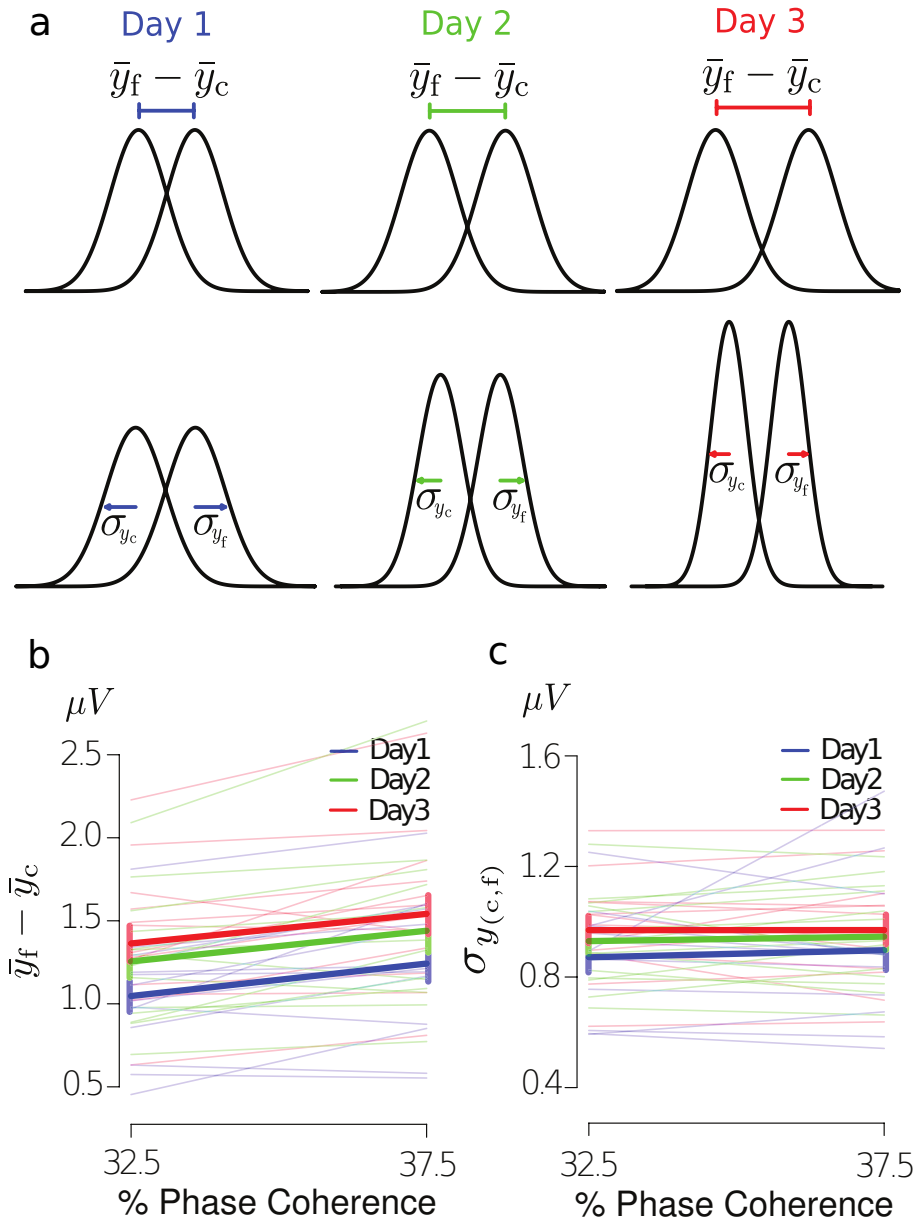 a
Day 1 Day 2 Day 3
ȳf − ȳc ȳf − ȳc ȳf − ȳc
σyc σyf σyc σyf σyc σyf
b
μV
2.5
2.0
1.5
1.0
0.5
ȳf − ȳc
Day1
Day2
Day3
32.5 37.5
% Phase Coherence
c
μV
1.6
1.2
0.8
0.4
σy(c,f)
Day1
Day2
Day3
32.5 37.5
% Phase Coherence